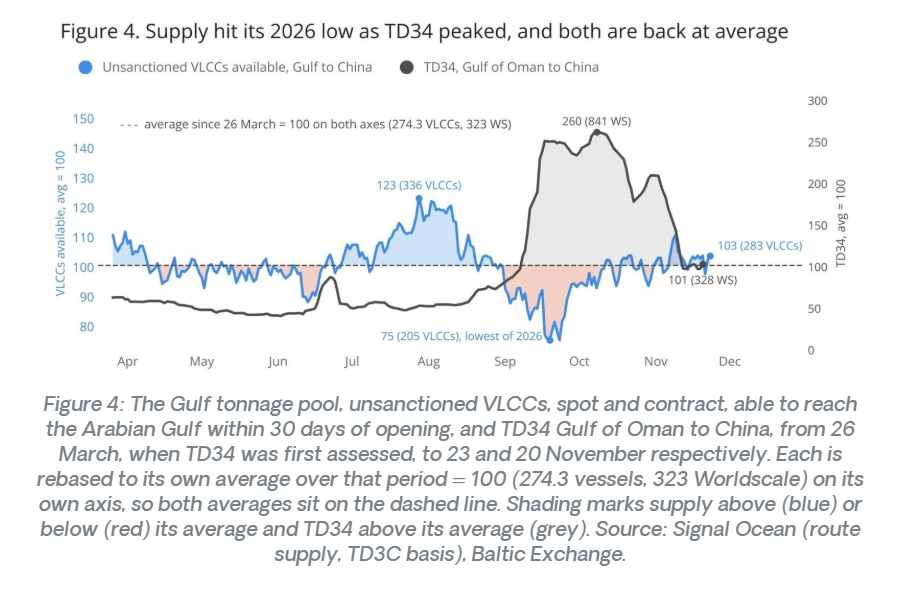 Figure 4. Supply hit its 2026 low as TD34 peaked, and both are back at average
Unsanctioned VLCCs available, Gulf to China
TD34, Gulf of Oman to China
--- average since 26 March = 100 on both axes (274.3 VLCCs, 323 WS)
VLCCs available, avg = 100
150
140
130
120
110
100
90
80
300
250
200
150
100
50
0
TD34, avg = 100
260 (841 WS)
123 (336 VLCCs)
103 (283 VLCCs)
101 (328 WS)
75 (205 VLCCs), lowest of 2026
Apr May Jun Jul Aug Sep Oct Nov Dec
Figure 4: The Gulf tonnage pool, unsanctioned VLCCs, spot and contract, able to reach
the Arabian Gulf within 30 days of opening, and TD34 Gulf of Oman to China, from 26
March, when TD34 was first assessed, to 23 and 20 November respectively. Each is
rebased to its own average over that period = 100 (274.3 vessels, 323 Worldscale) on its
own axis, so both averages sit on the dashed line. Shading marks supply above (blue) or
below (red) its average and TD34 above its average (grey). Source: Signal Ocean (route
supply, TD3C basis), Baltic Exchange.